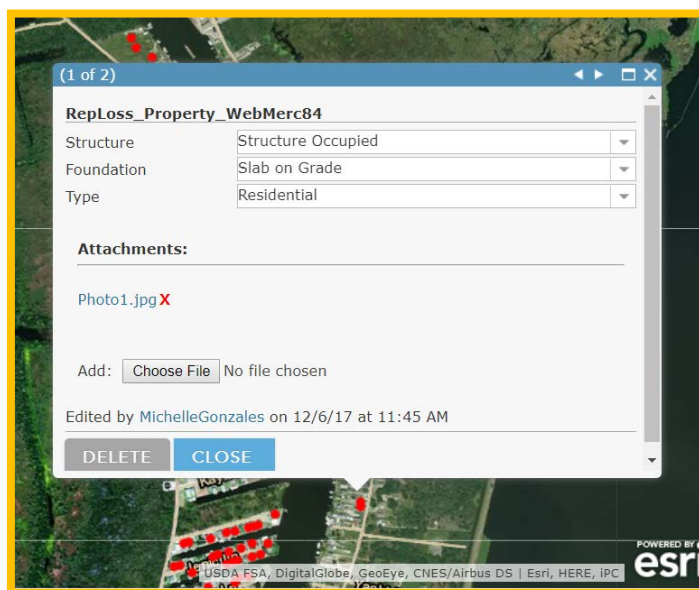 (1 of 2)
RepLoss_Property_WebMerc84
Structure Structure Occupied
Foundation Slab on Grade
Type Residential
Attachments:
Photo1.jpg X
Add: Choose File No file chosen
Edited by MichelleGonzales on 12/6/17 at 11:45 AM
DELETE CLOSE
POWERED BY
esri
USDA FSA, DigitalGlobe, GeoEye, CNES/Airbus DS | Esri, HERE, iPC